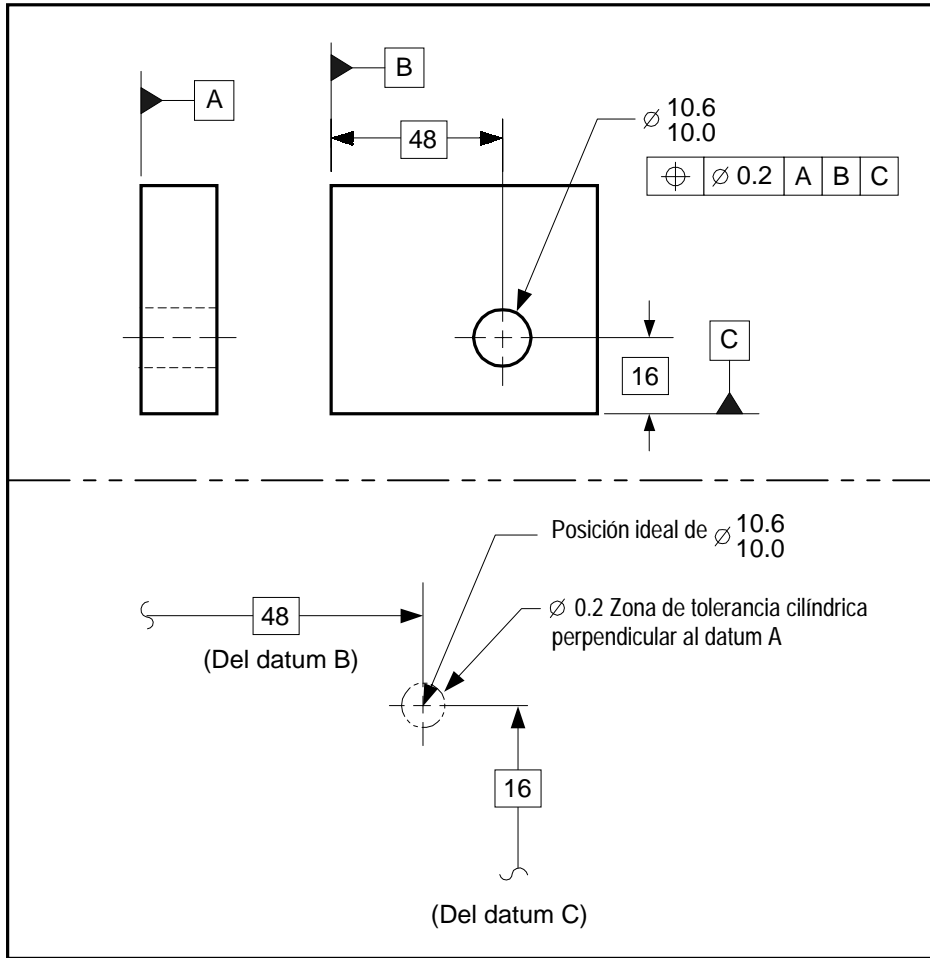 A
B
48
⌀ 10.6
10.0
⌖ ⌀ 0.2 A B C
C
16
Posición ideal de ⌀ 10.6
10.0
48
(Del datum B)
⌀ 0.2 Zona de tolerancia cilíndrica
perpendicular al datum A
16
(Del datum C)